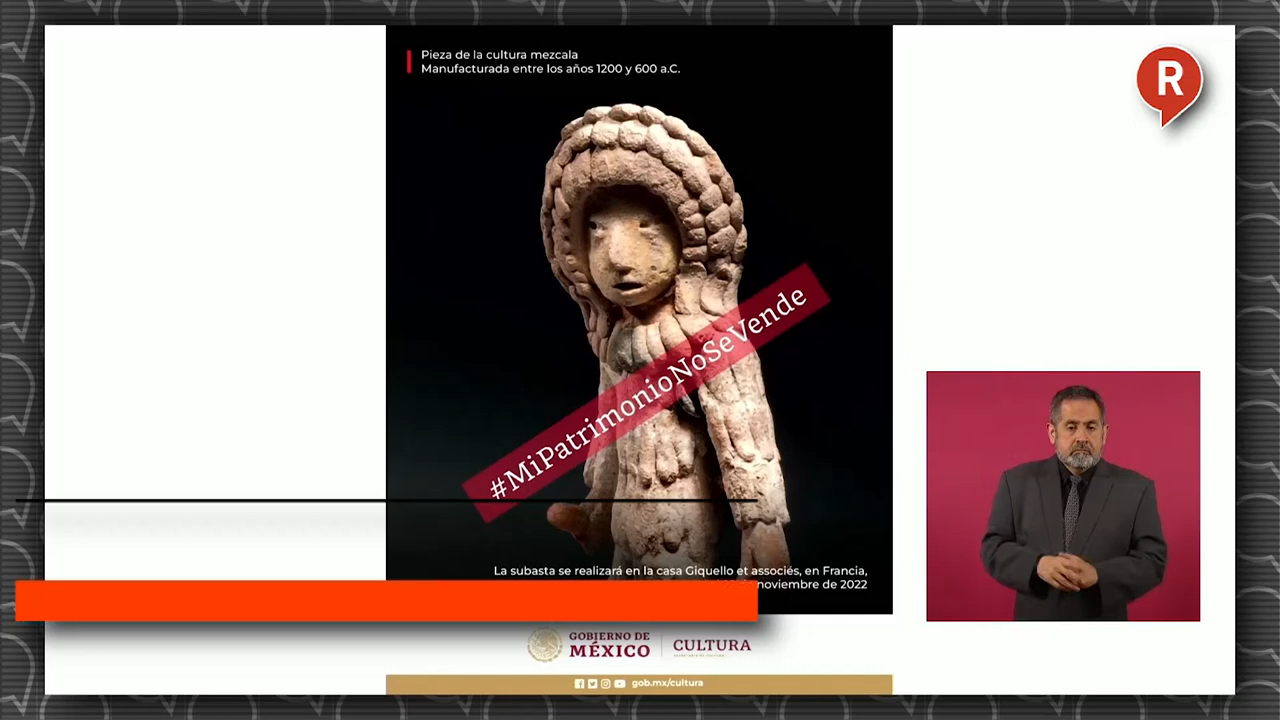 Pieza de la cultura mezcala
Manufacturada entre los años 1200 y 600 a.C.
R
#MiPatrimonioNoSeVende
La subasta se realizará en la casa Giquello et associés, en Francia,
noviembre de 2022
GOBIERNO DE
MÉXICO
CULTURA
gob.mx/cultura